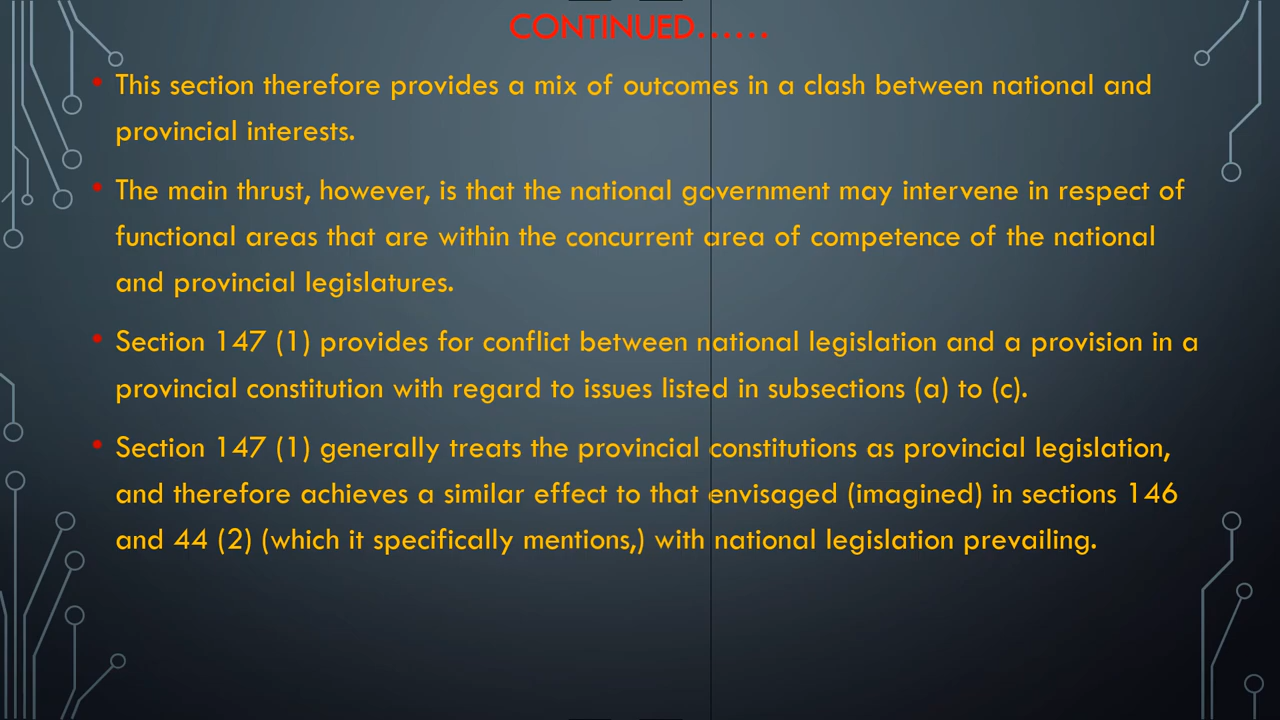 CONTINUED......
• This section therefore provides a mix of outcomes in a clash between national and
provincial interests.
• The main thrust, however, is that the national government may intervene in respect of
functional areas that are within the concurrent area of competence of the national
and provincial legislatures.
• Section 147 (1) provides for conflict between national legislation and a provision in a
provincial constitution with regard to issues listed in subsections (a) to (c).
• Section 147 (1) generally treats the provincial constitutions as provincial legislation,
and therefore achieves a similar effect to that envisaged (imagined) in sections 146
and 44 (2) (which it specifically mentions,) with national legislation prevailing.